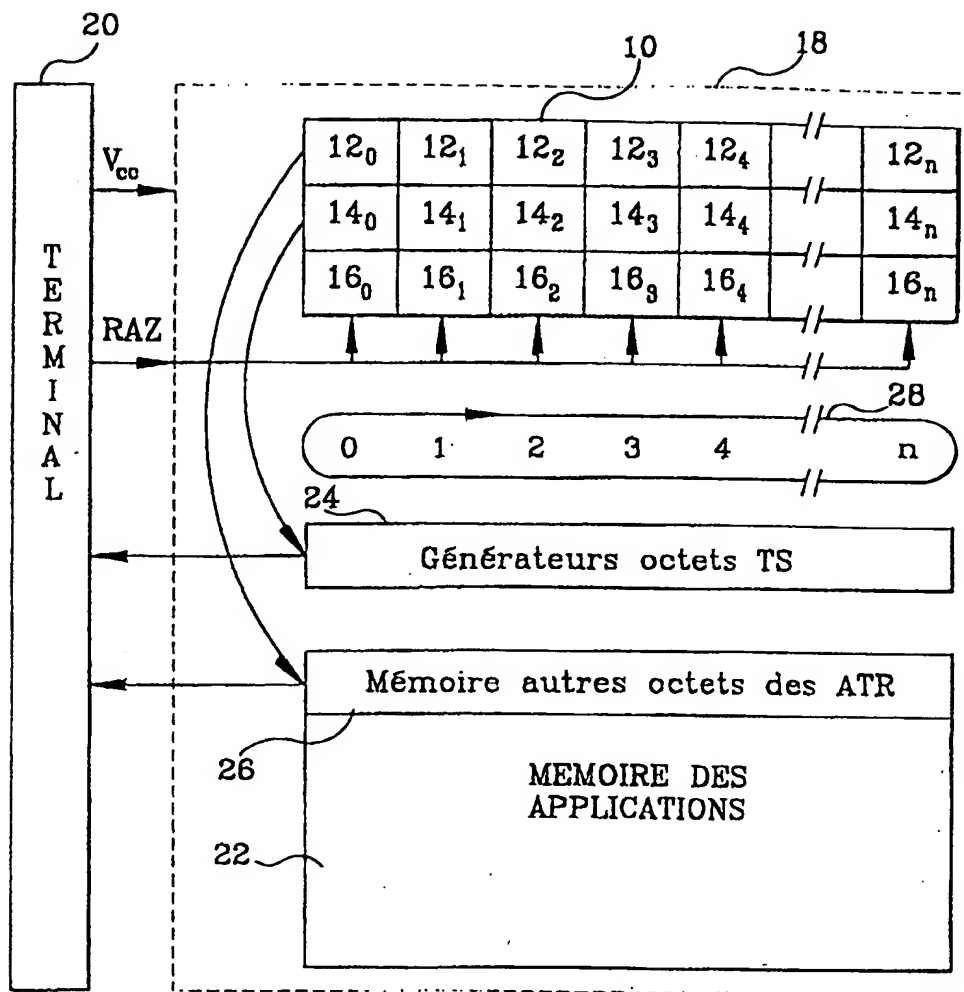 20
10
18
12₀ 12₁ 12₂ 12₃ 12₄ 12ₙ
V_cc
14₀ 14₁ 14₂ 14₃ 14₄ 14ₙ
16₀ 16₁ 16₂ 16₃ 16₄ 16ₙ
RAZ
TERMINAL
28
0 1 2 3 4 n
24
Générateurs octets TS
Mémoire autres octets des ATR
26
MEMOIRE DES
APPLICATIONS
22